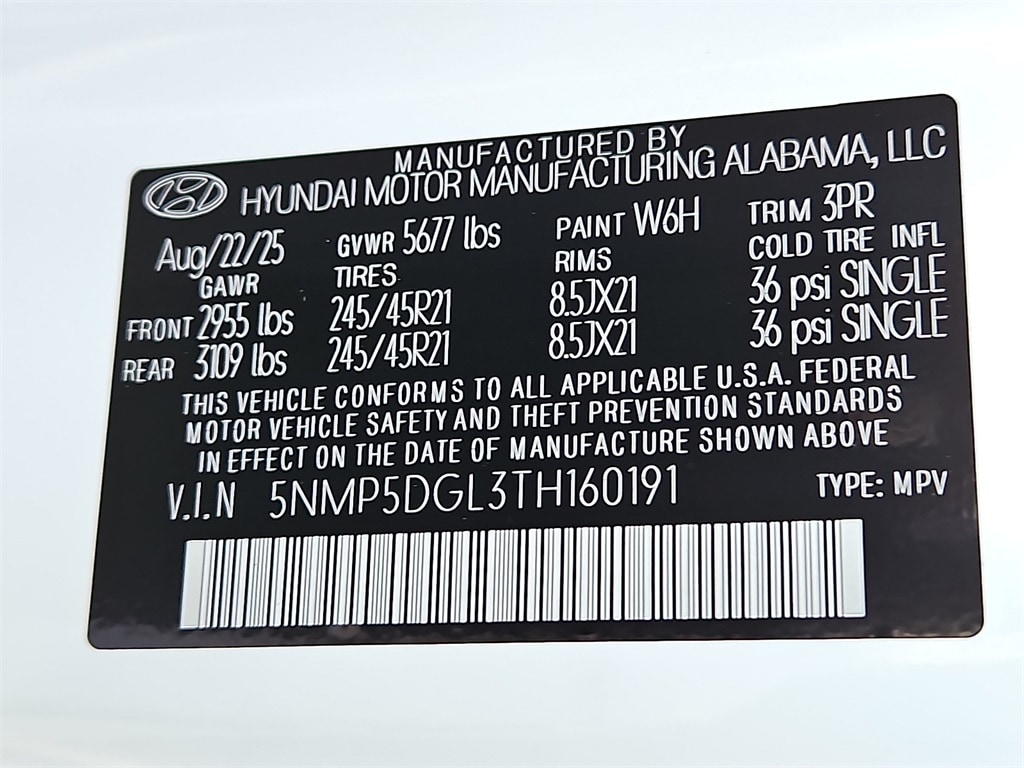 MANUFACTURED BY
HYUNDAI MOTOR MANUFACTURING ALABAMA, LLC
Aug/22/25 GVWR 5677 lbs PAINT W6H TRIM 3PR
GAWR TIRES RIMS COLD TIRE INFL
FRONT 2955 lbs 245/45R21 8.5JX21 36 psi SINGLE
REAR 3109 lbs 245/45R21 8.5JX21 36 psi SINGLE
THIS VEHICLE CONFORMS TO ALL APPLICABLE U.S.A. FEDERAL
MOTOR VEHICLE SAFETY AND THEFT PREVENTION STANDARDS
IN EFFECT ON THE DATE OF MANUFACTURE SHOWN ABOVE
V.I.N 5NMP5DGL3TH160191 TYPE: MPV